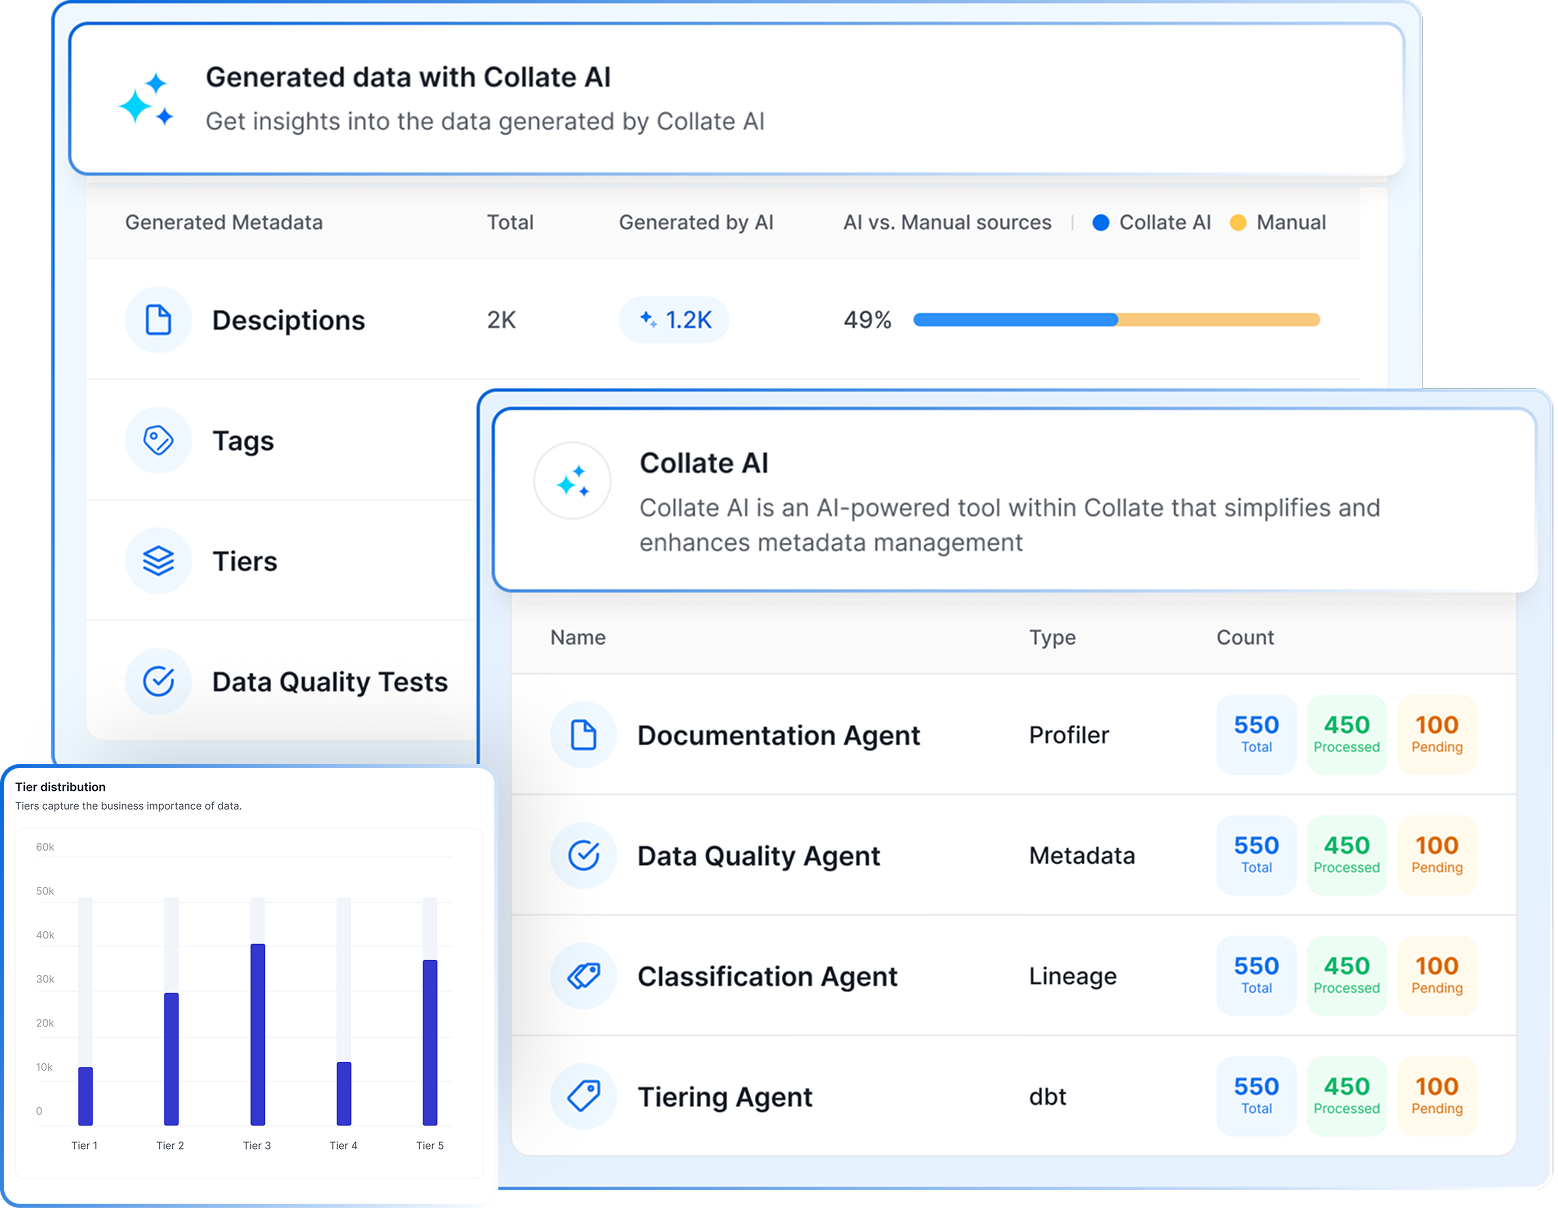 Generated data with Collate AI
Get insights into the data generated by Collate AI
Generated Metadata Total Generated by AI AI vs. Manual sources Collate AI Manual
Desciptions 2K 1.2K 49%
Tags
Tiers
Data Quality Tests
Collate AI
Collate AI is an AI-powered tool within Collate that simplifies and
enhances metadata management
Name Type Count
Documentation Agent Profiler 550 Total 450 Processed 100 Pending
Data Quality Agent Metadata 550 Total 450 Processed 100 Pending
Classification Agent Lineage 550 Total 450 Processed 100 Pending
Tiering Agent dbt 550 Total 450 Processed 100 Pending
Tier distribution
Tiers capture the business importance of data.
60k
50k
40k
30k
20k
10k
0
Tier 1 Tier 2 Tier 3 Tier 4 Tier 5